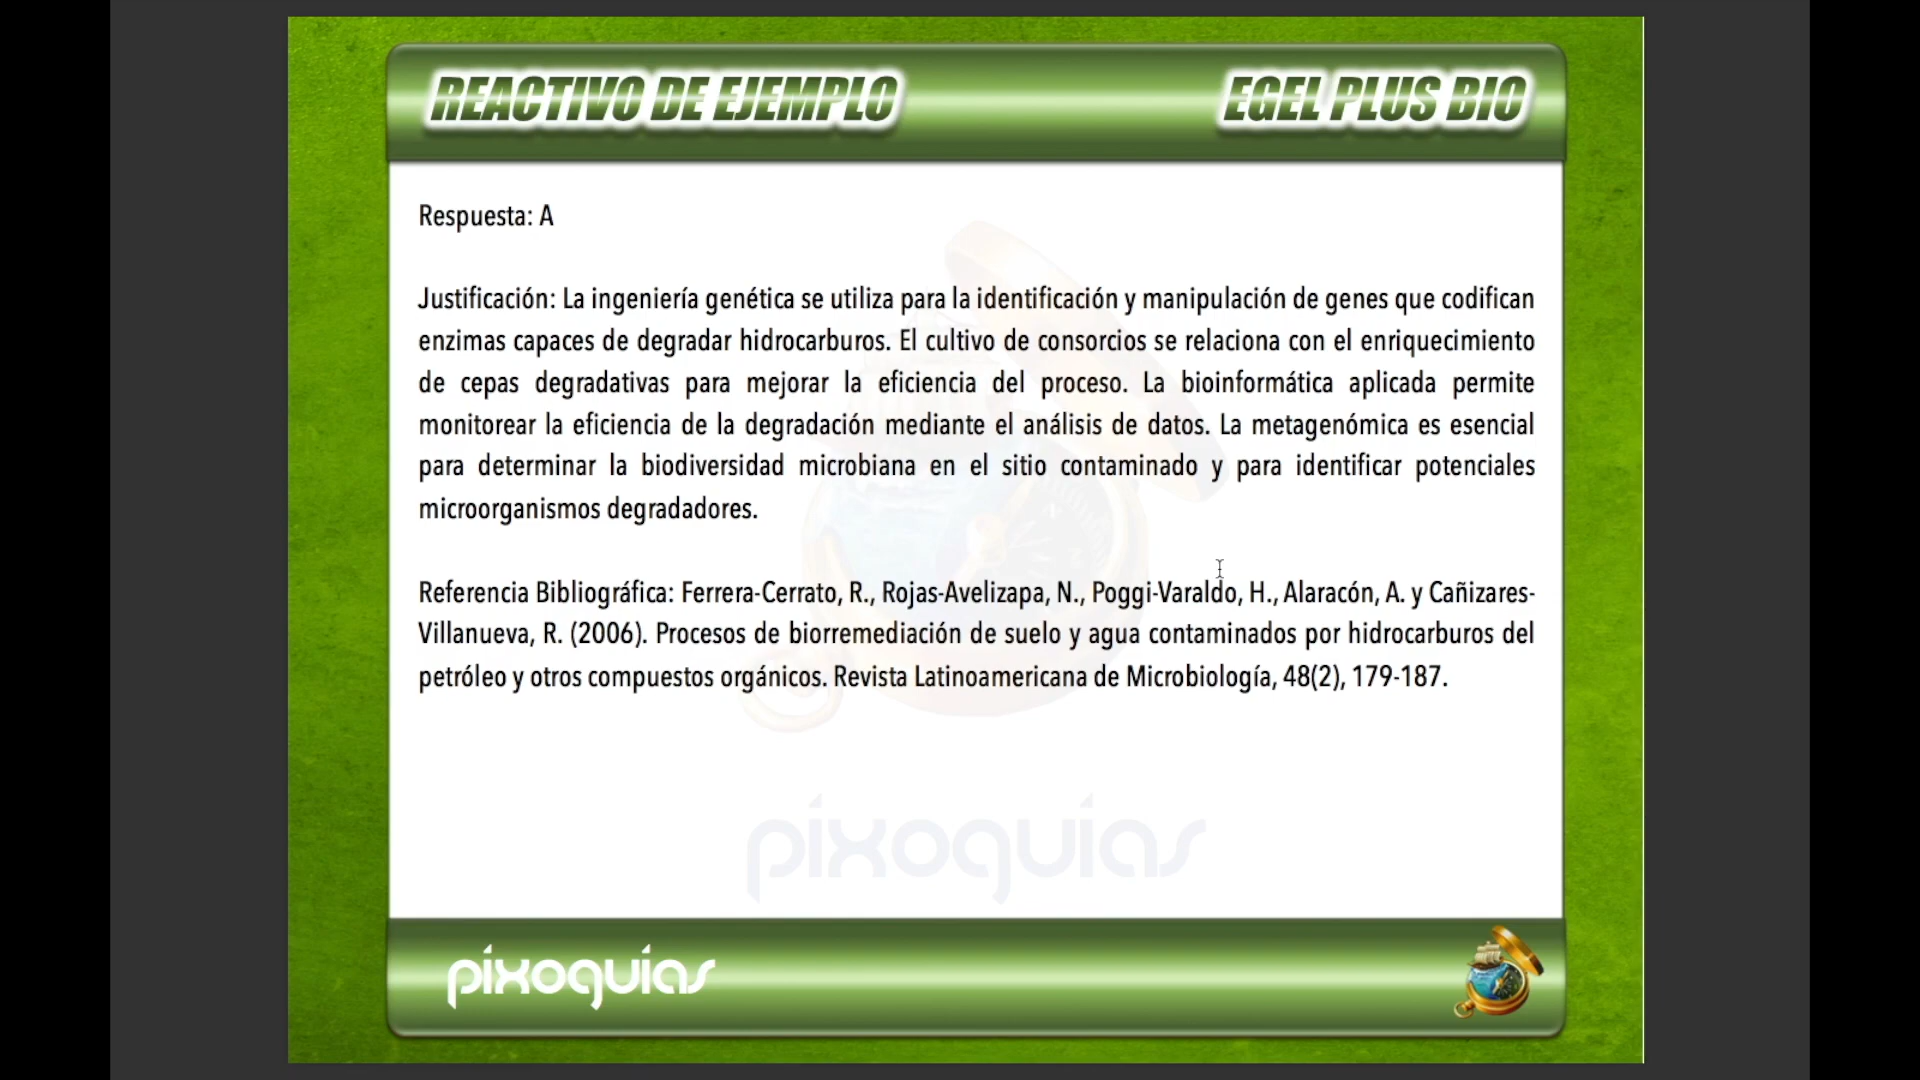 REACTIVO DE EJEMPLO
EGEL PLUS BIO
Respuesta: A
Justificación: La ingeniería genética se utiliza para la identificación y manipulación de genes que codifican
enzimas capaces de degradar hidrocarburos. El cultivo de consorcios se relaciona con el enriquecimiento
de cepas degradativas para mejorar la eficiencia del proceso. La bioinformática aplicada permite
monitorear la eficiencia de la degradación mediante el análisis de datos. La metagenómica es esencial
para determinar la biodiversidad microbiana en el sitio contaminado y para identificar potenciales
microorganismos degradadores.
Referencia Bibliográfica: Ferrera-Cerrato, R., Rojas-Avelizapa, N., Poggi-Varaldo, H., Alaracón, A. y Cañizares-
Villanueva, R. (2006). Procesos de biorremediación de suelo y agua contaminados por hidrocarburos del
petróleo y otros compuestos orgánicos. Revista Latinoamericana de Microbiología, 48(2), 179-187.
pixoguías
pixoguías